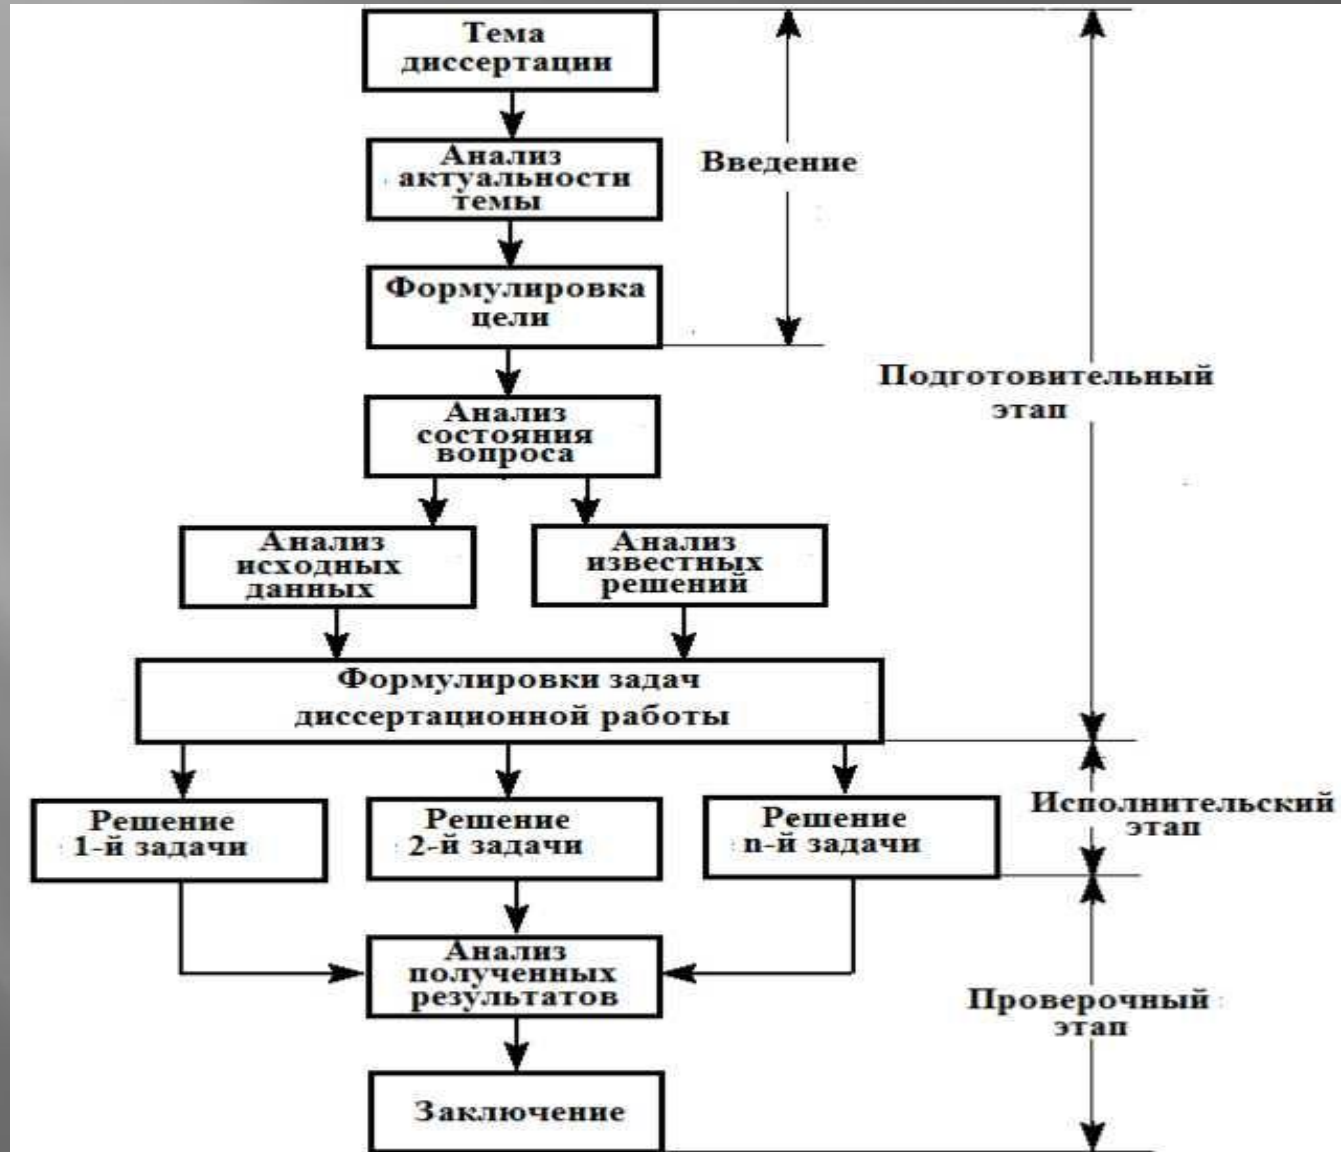 Тема
диссертации
Анализ
актуальности
темы
Введение
Формулировка
цели
Подготовительный
этап
Анализ
состояния
вопроса
Анализ
исходных
данных
Анализ
известных
решений
Формулировки задач
диссертационной работы
Решение
1-й задачи
Решение
2-й задачи
Решение
n-й задачи
Исполнительский
этап
Анализ
полученных
результатов
Проверочный
этап
Заключение